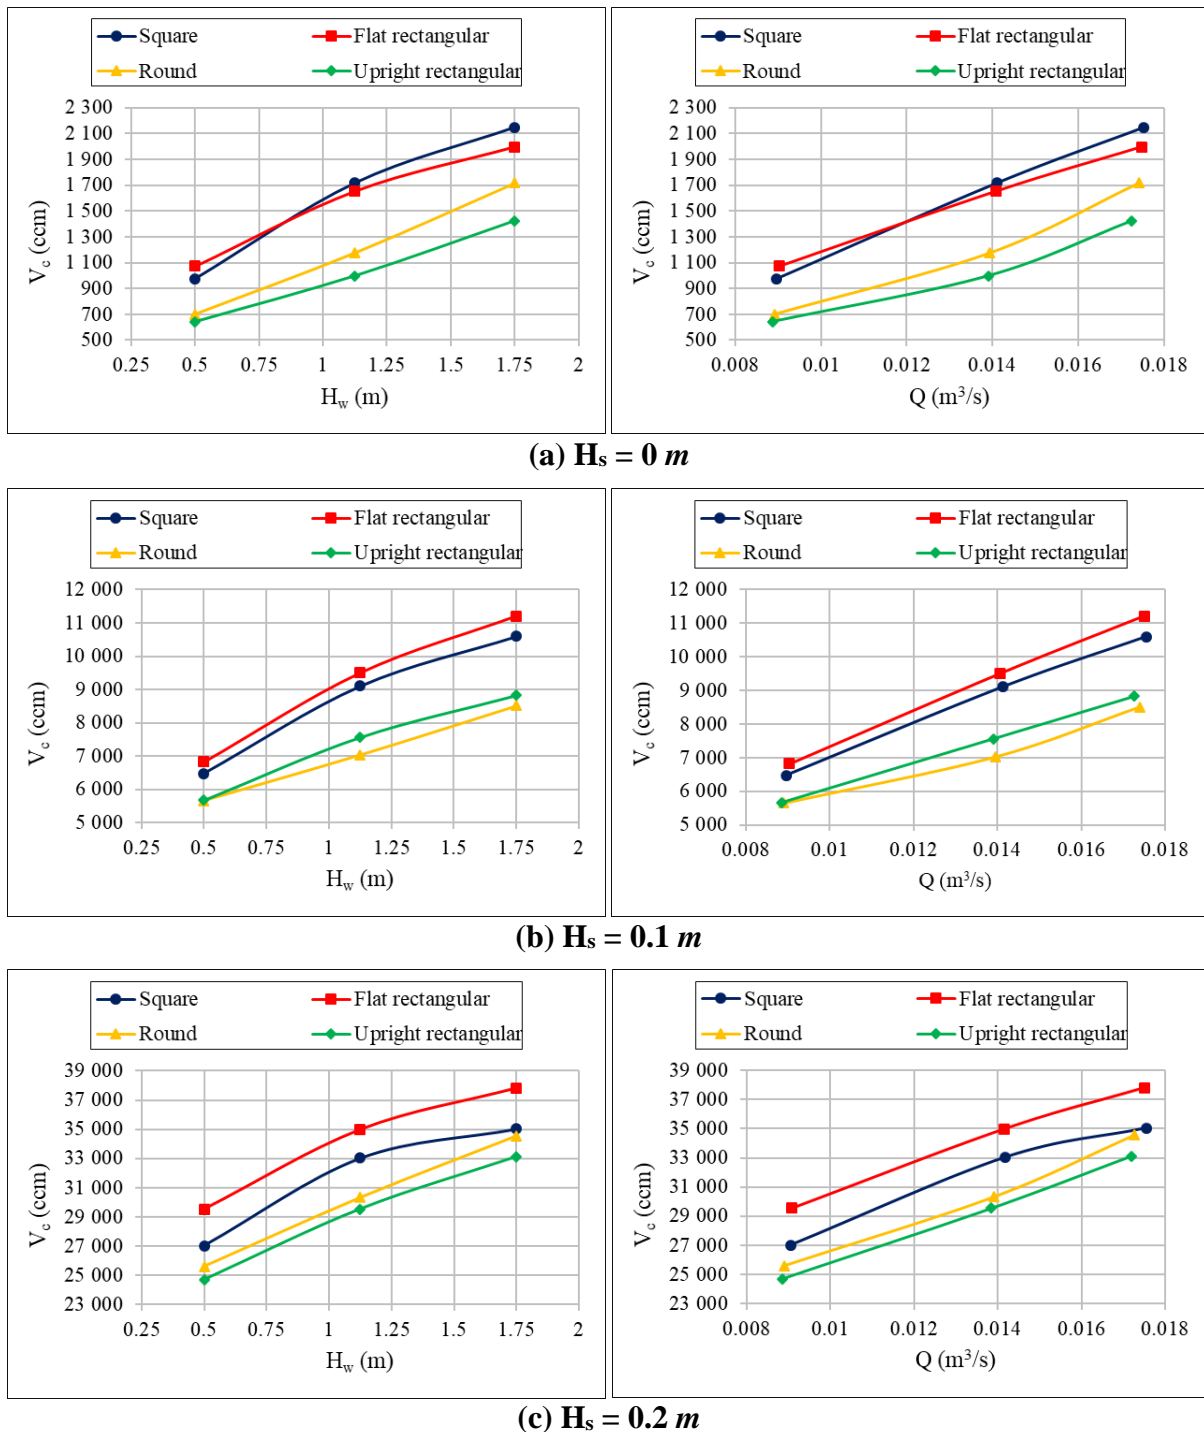 Square Flat rectangular
Round Upright rectangular
2 300
2 100
1 900
1 700
1 500
1 300
1 100
900
700
500
V_c (ccm)
0.25 0.5 0.75 1 1.25 1.5 1.75 2
H_w (m)
Square Flat rectangular
Round Upright rectangular
2 300
2 100
1 900
1 700
1 500
1 300
1 100
900
700
500
V_c (ccm)
0.008 0.01 0.012 0.014 0.016 0.018
Q (m³/s)
(a) Hₛ = 0 m
Square Flat rectangular
Round Upright rectangular
12 000
11 000
10 000
9 000
8 000
7 000
6 000
5 000
V_c (ccm)
0.25 0.5 0.75 1 1.25 1.5 1.75 2
H_w (m)
Square Flat rectangular
Round Upright rectangular
12 000
11 000
10 000
9 000
8 000
7 000
6 000
5 000
V_c (ccm)
0.008 0.01 0.012 0.014 0.016 0.018
Q (m³/s)
(b) Hₛ = 0.1 m
Square Flat rectangular
Round Upright rectangular
39 000
37 000
35 000
33 000
31 000
29 000
27 000
25 000
23 000
V_c (ccm)
0.25 0.5 0.75 1 1.25 1.5 1.75 2
H_w (m)
Square Flat rectangular
Round Upright rectangular
39 000
37 000
35 000
33 000
31 000
29 000
27 000
25 000
23 000
V_c (ccm)
0.008 0.01 0.012 0.014 0.016 0.018
Q (m³/s)
(c) Hₛ = 0.2 m